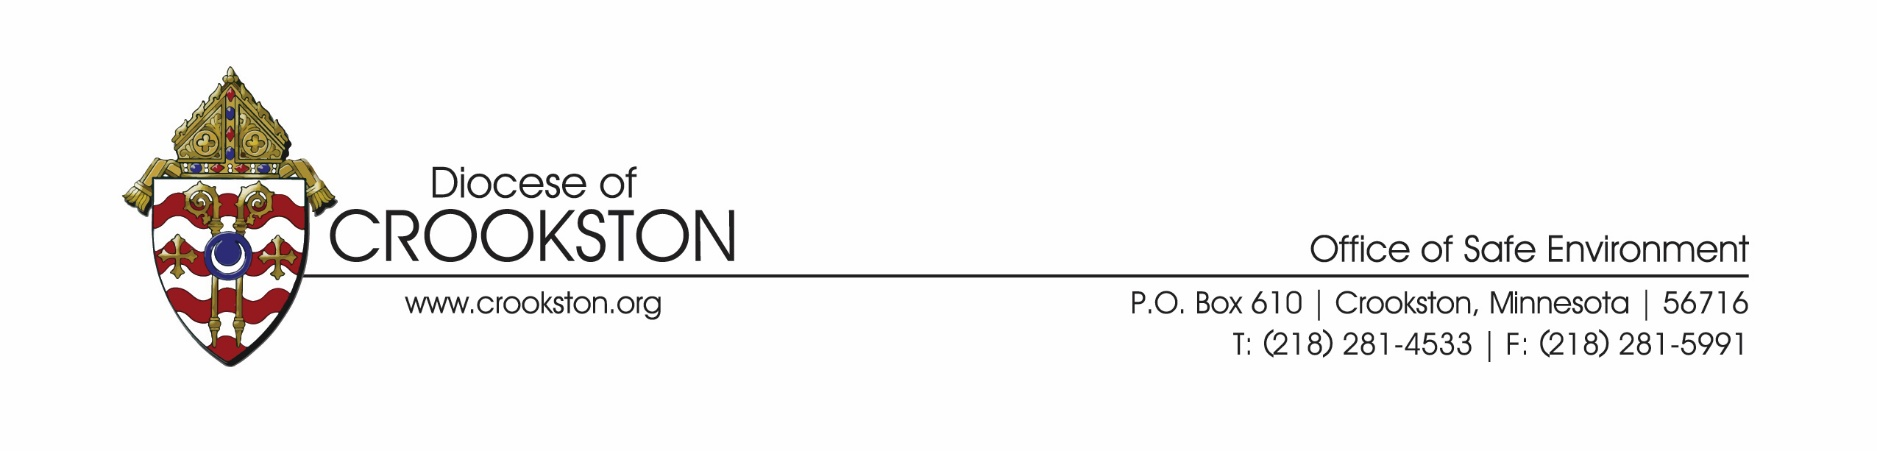 Diocese of
CROOKSTON
www.crookston.org
Office of Safe Environment
P.O. Box 610 | Crookston, Minnesota | 56716
T: (218) 281-4533 | F: (218) 281-5991